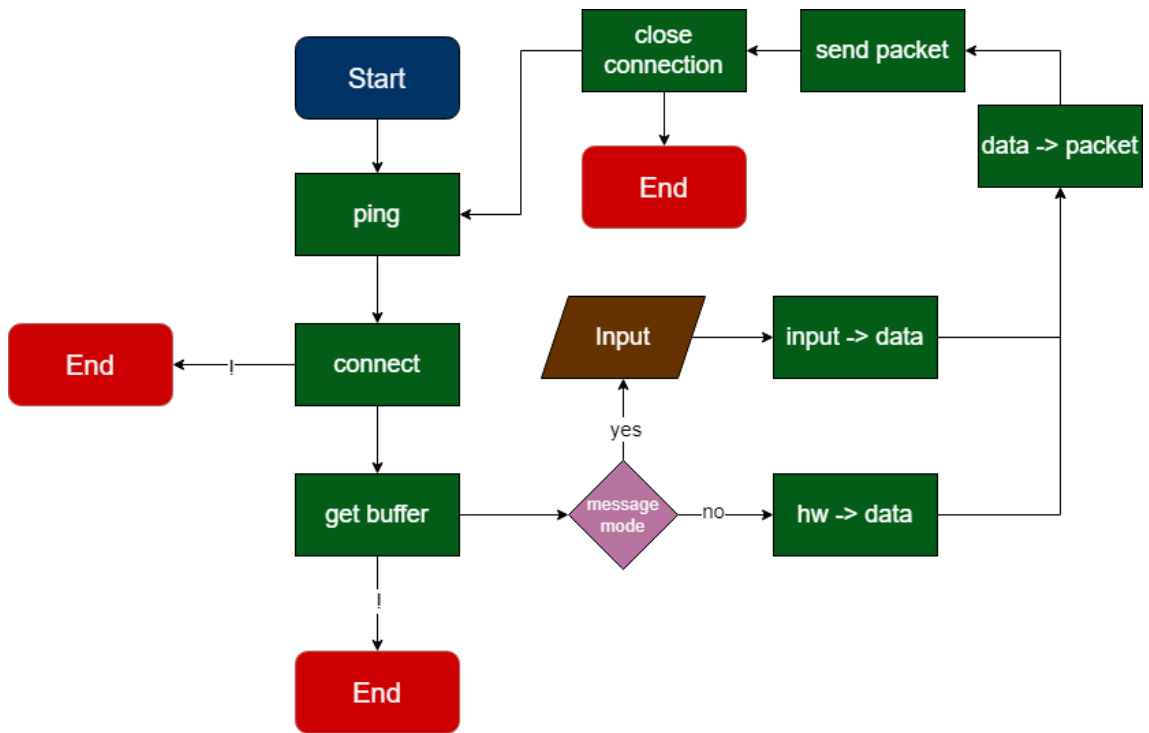 Start
close
connection
send packet
data -> packet
ping
End
Input
input -> data
connect
!
End
yes
get buffer
message
mode
no
hw -> data
!
End